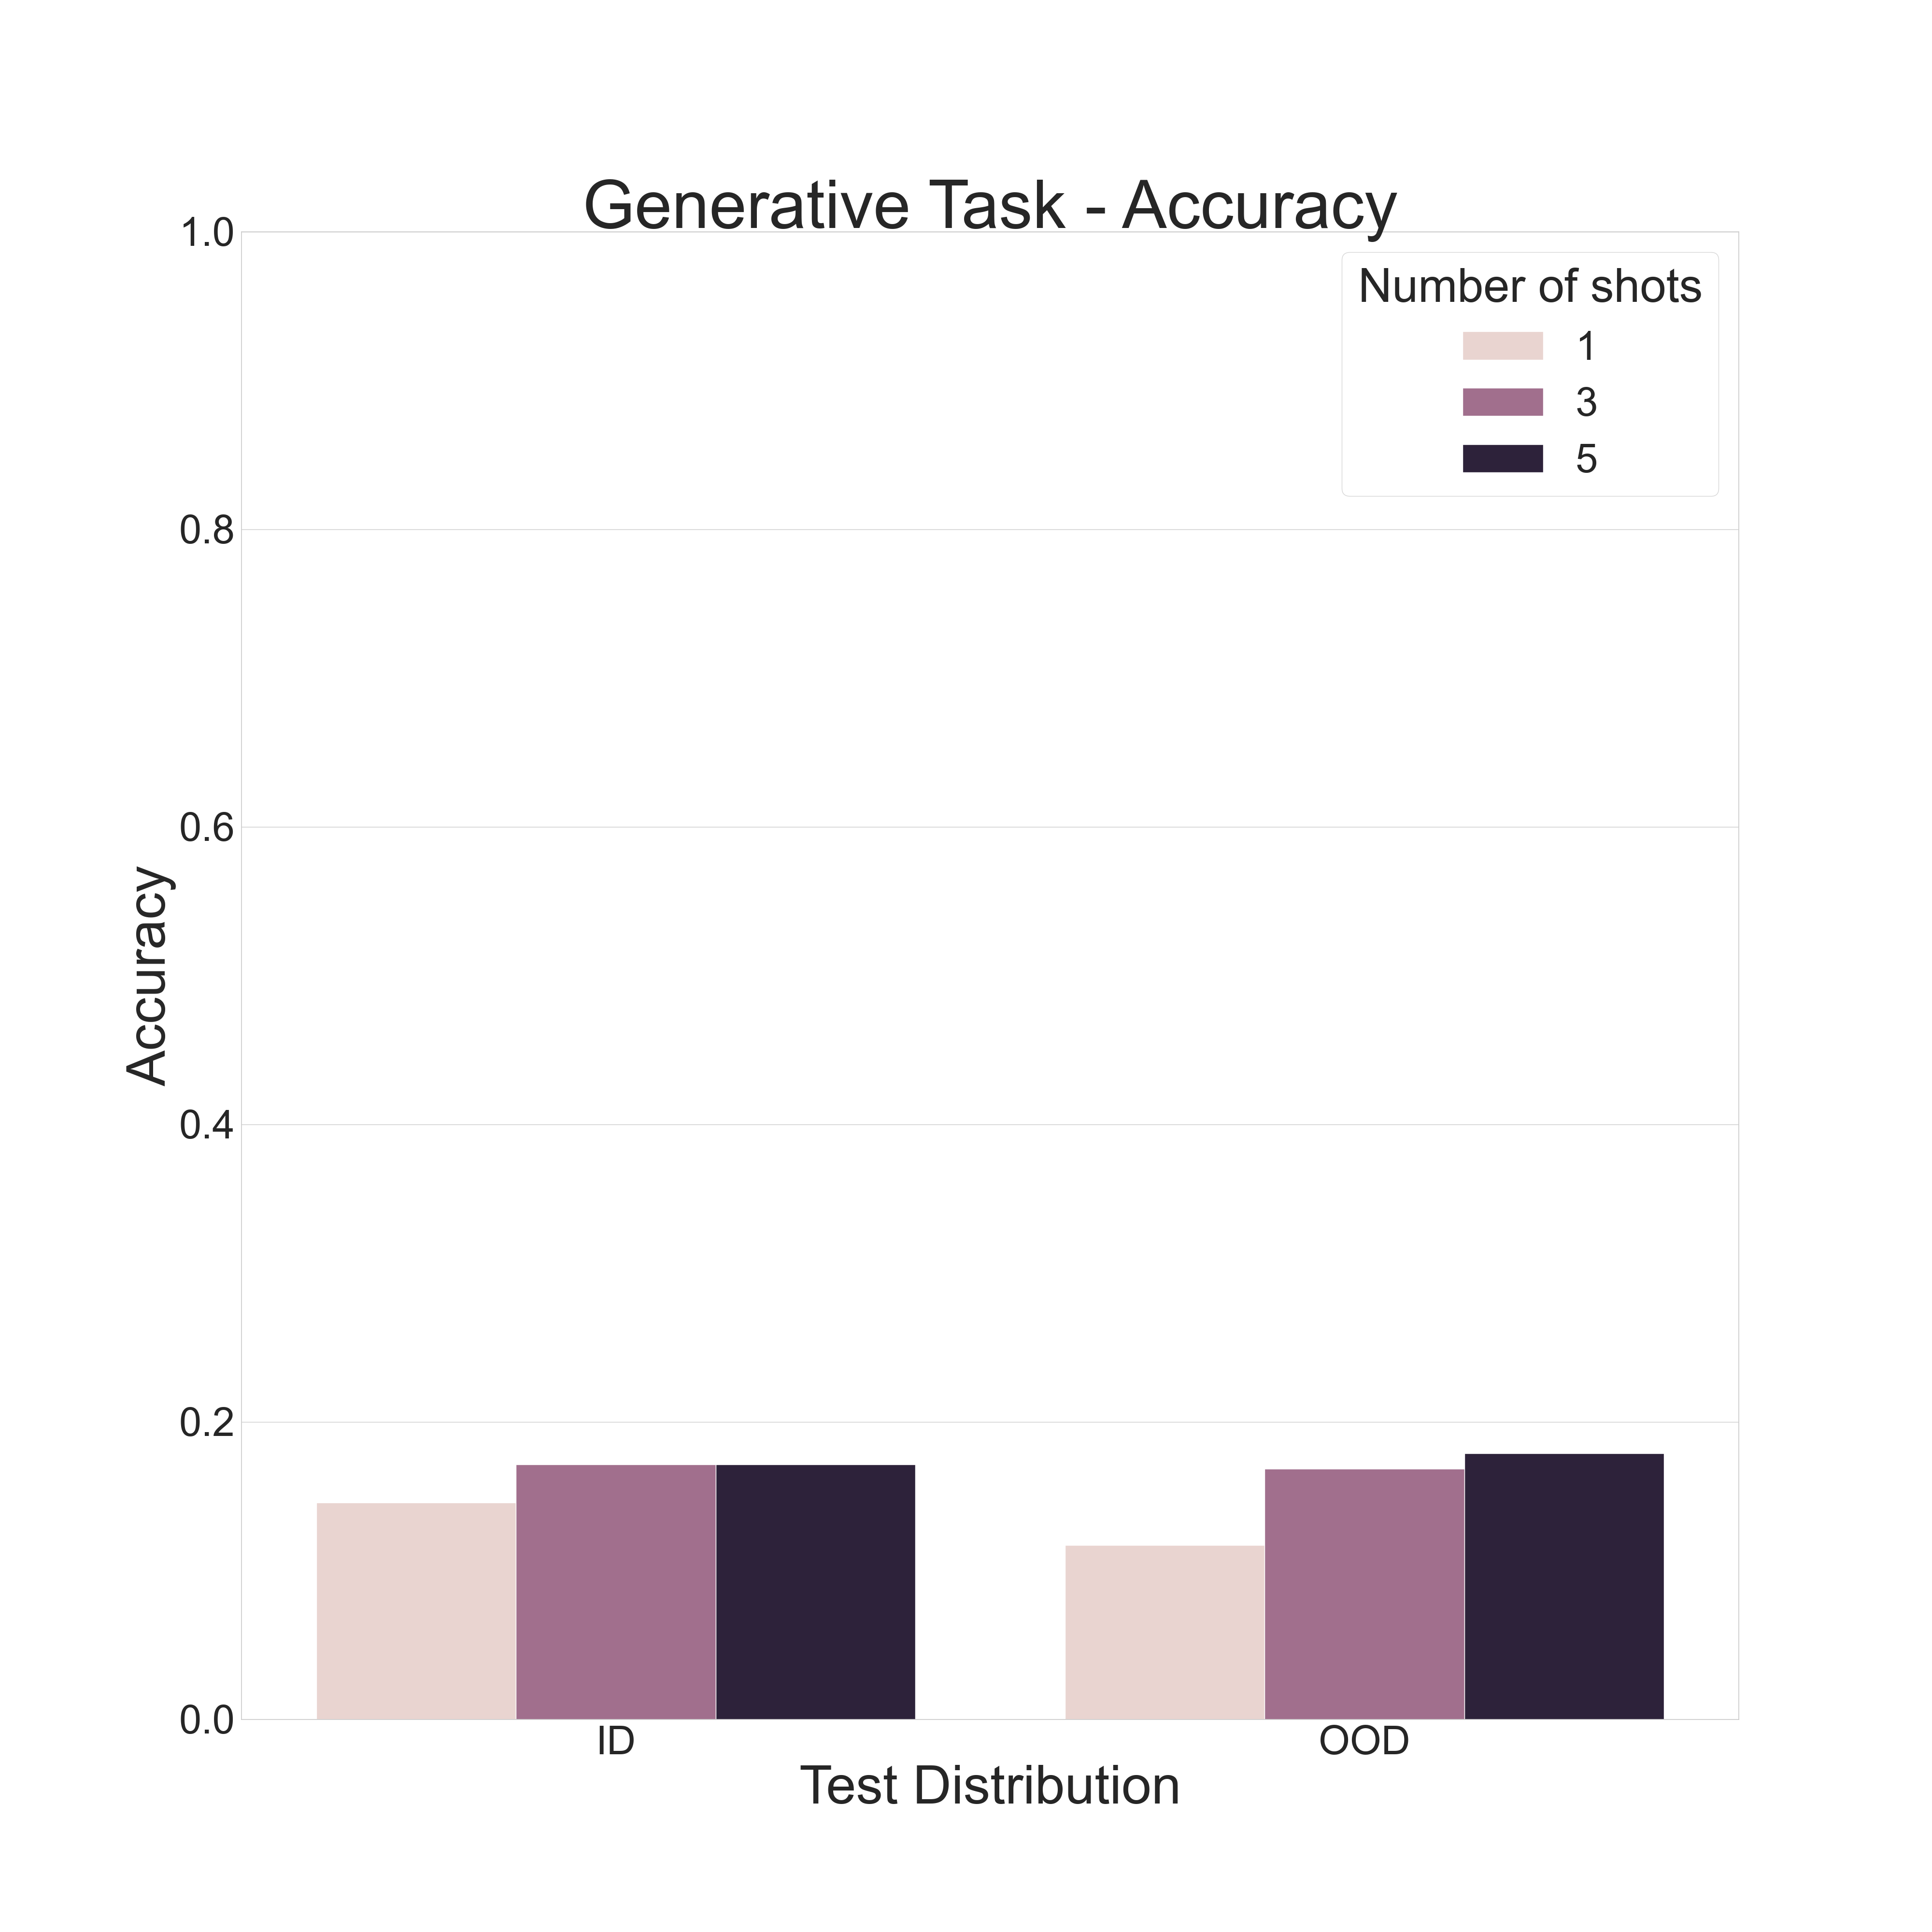 Generative Task - Accuracy
Number of shots
1
3
5
1.0
0.8
0.6
0.4
0.2
0.0
Accuracy
ID
OOD
Test Distribution